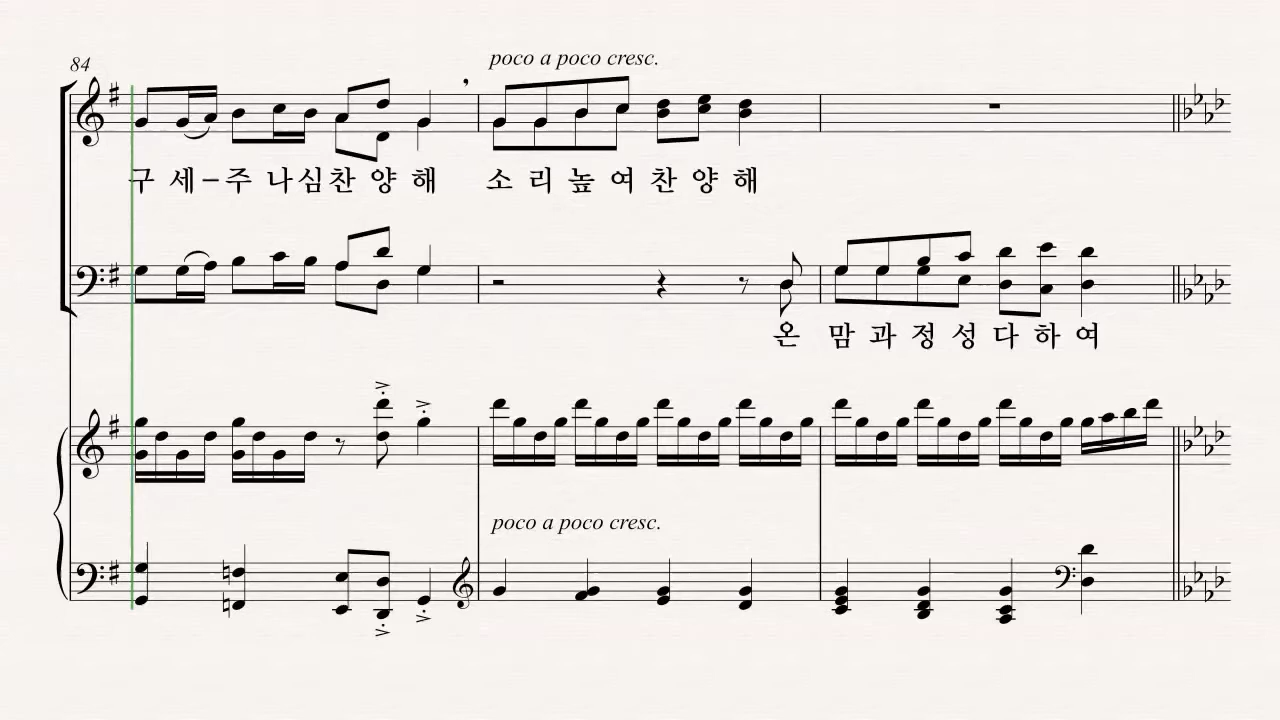 84
poco a poco cresc.
구 세 – 주 나 심 찬 양 해 소 리 높 여 찬 양 해
온 맘 과 정 성 다 하 여
poco a poco cresc.